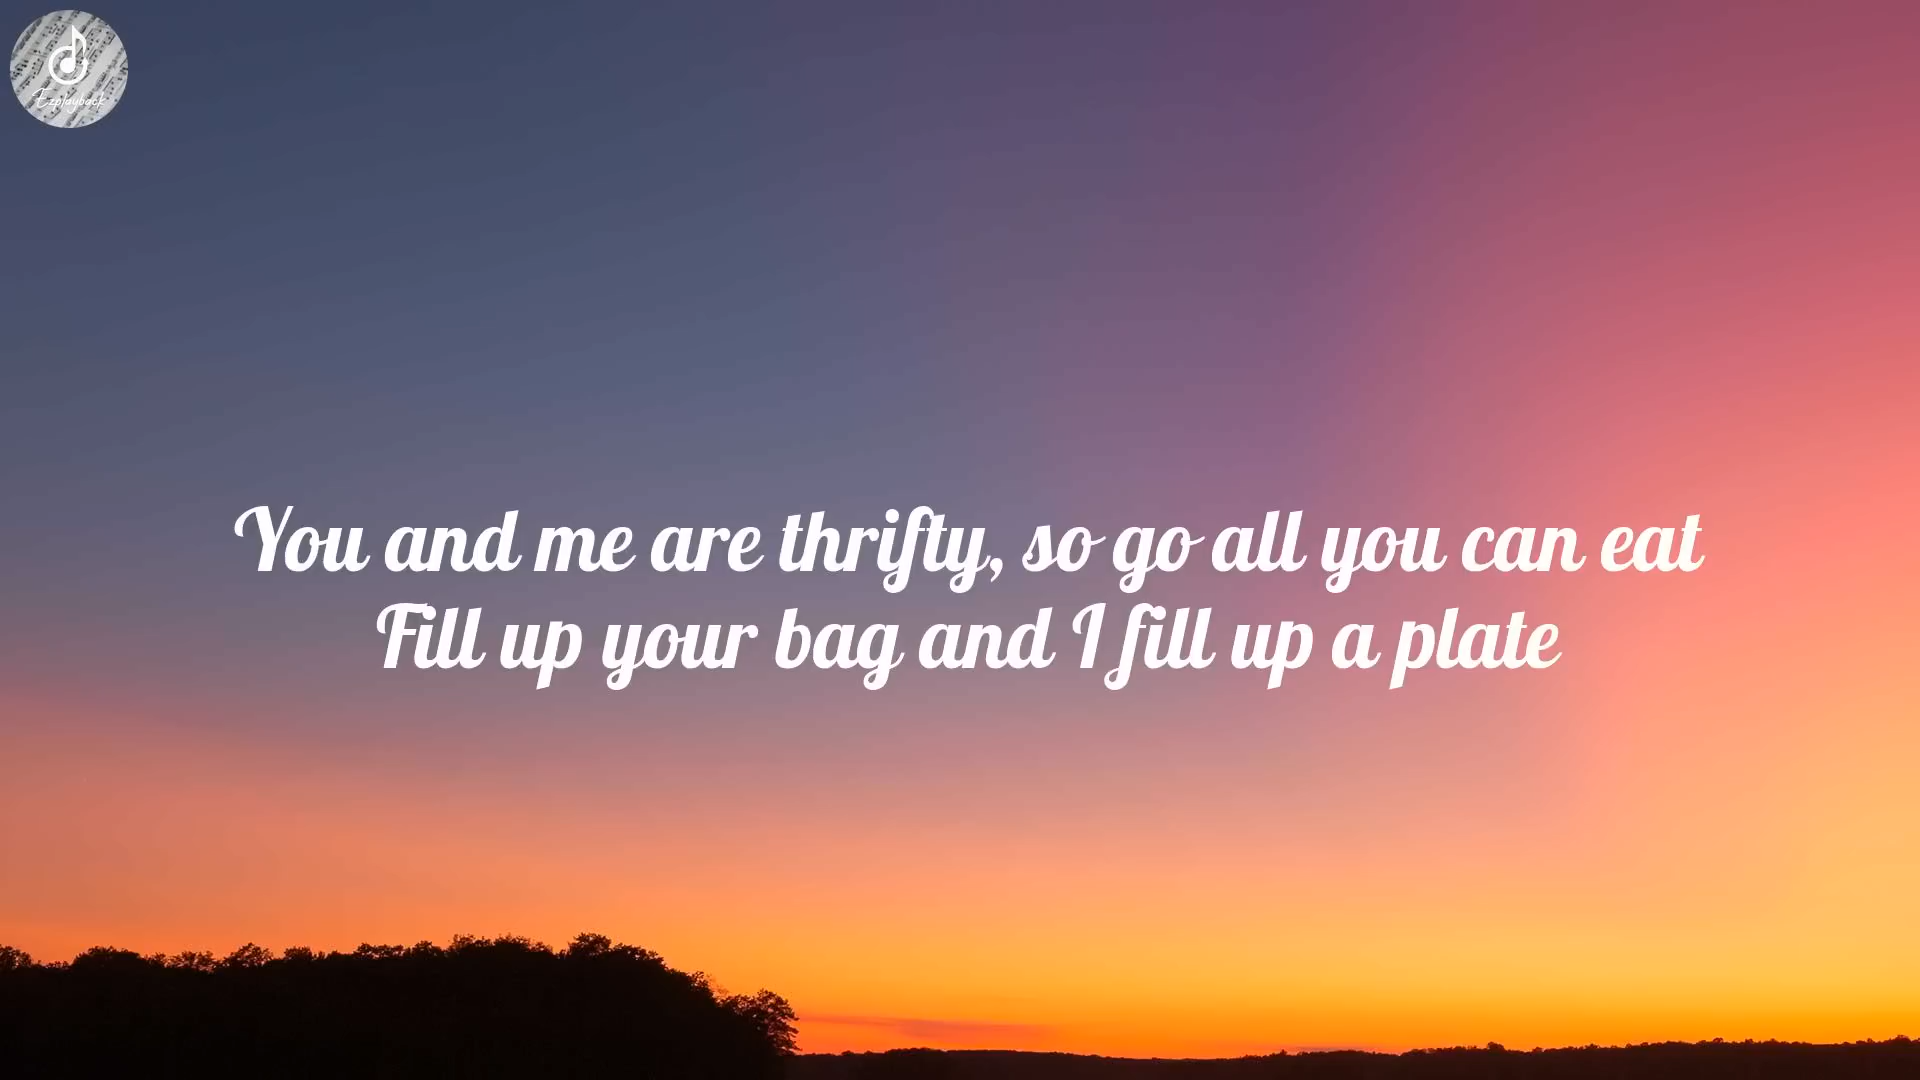 Ezplayback
You and me are thrifty, so go all you can eat
Fill up your bag and I fill up a plate